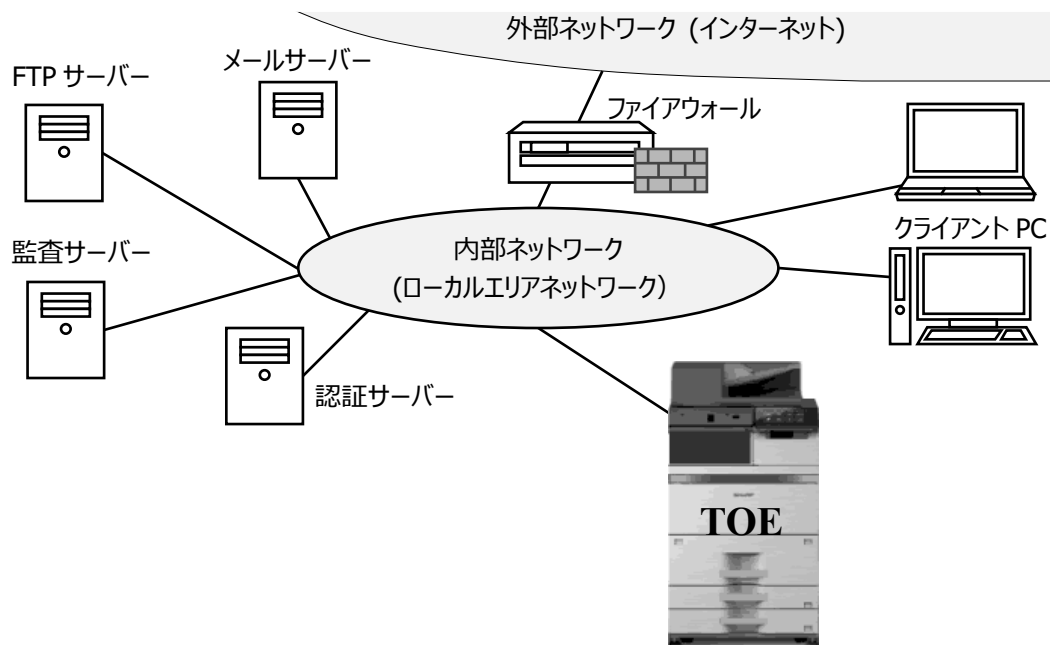 外部ネットワーク (インターネット)
メールサーバー
FTP サーバー
ファイアウォール
内部ネットワーク
(ローカルエリアネットワーク)
クライアント PC
監査サーバー
認証サーバー
TOE